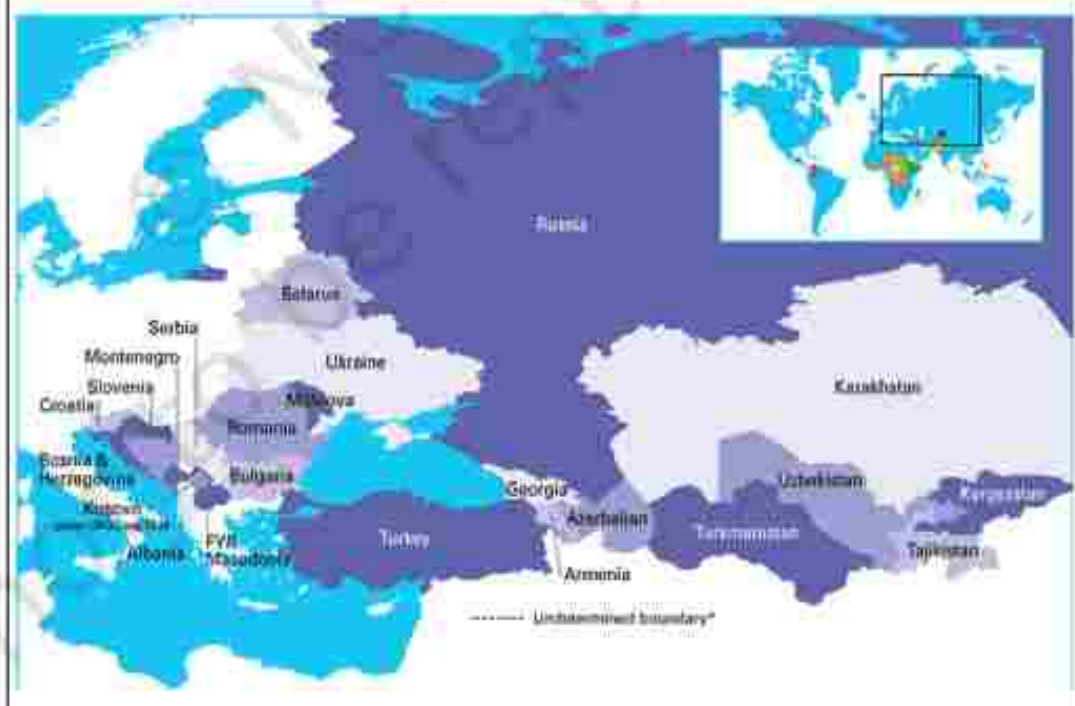 Russia
Belarus
Serbia
Montenegro
Ukraine
Slovenia
Kazakhstan
Croatia
Moldova
Romania
Bosnia &
Herzegovina
Bulgaria
Uzbekistan
Georgia
Kyrgyzstan
Kosovo
Azerbaijan
Turkmenistan
Turkey
FYR
Macedonia
Albania
Tajikistan
Armenia
Undetermined boundary*